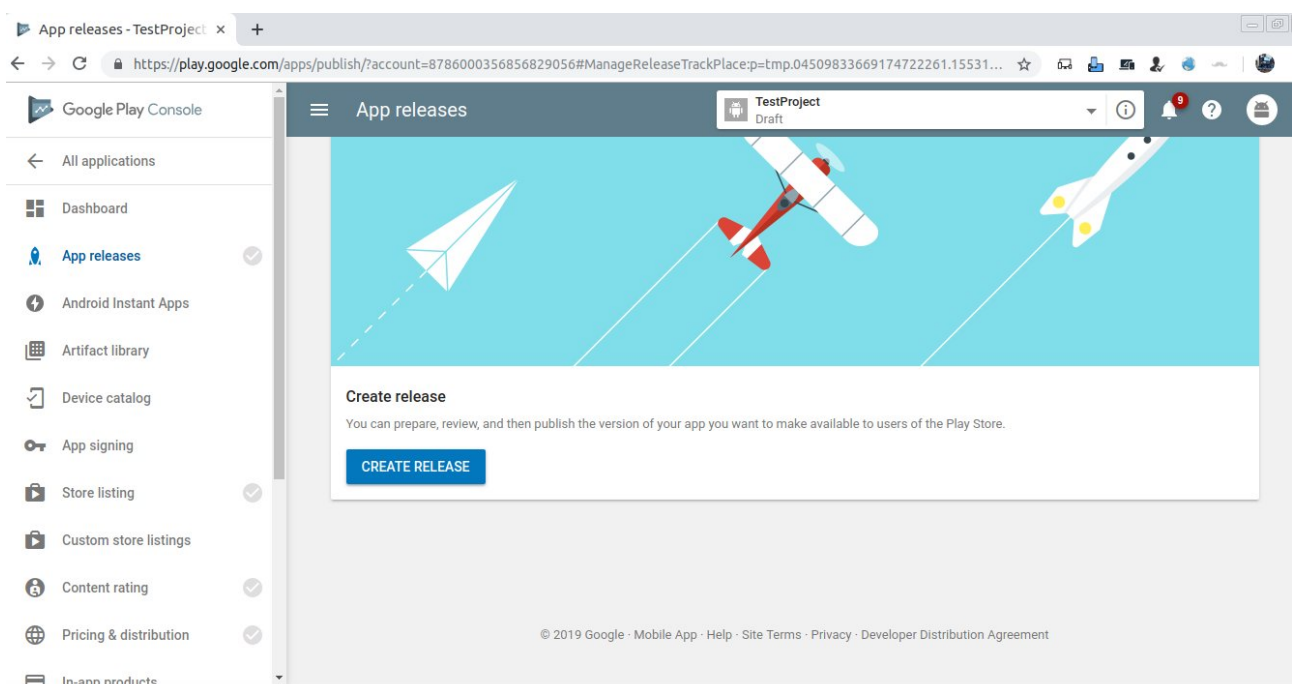 App releases - TestProject
https://play.google.com/apps/publish/?account=8786000356856829056#ManageReleaseTrackPlace:p=tmp.04509833669174722261.15531...
Google Play Console
App releases
TestProject
Draft
9
All applications
Dashboard
App releases
Android Instant Apps
Artifact library
Device catalog
App signing
Store listing
Custom store listings
Content rating
Pricing & distribution
In-app products
Create release
You can prepare, review, and then publish the version of your app you want to make available to users of the Play Store.
CREATE RELEASE
© 2019 Google · Mobile App · Help · Site Terms · Privacy · Developer Distribution Agreement